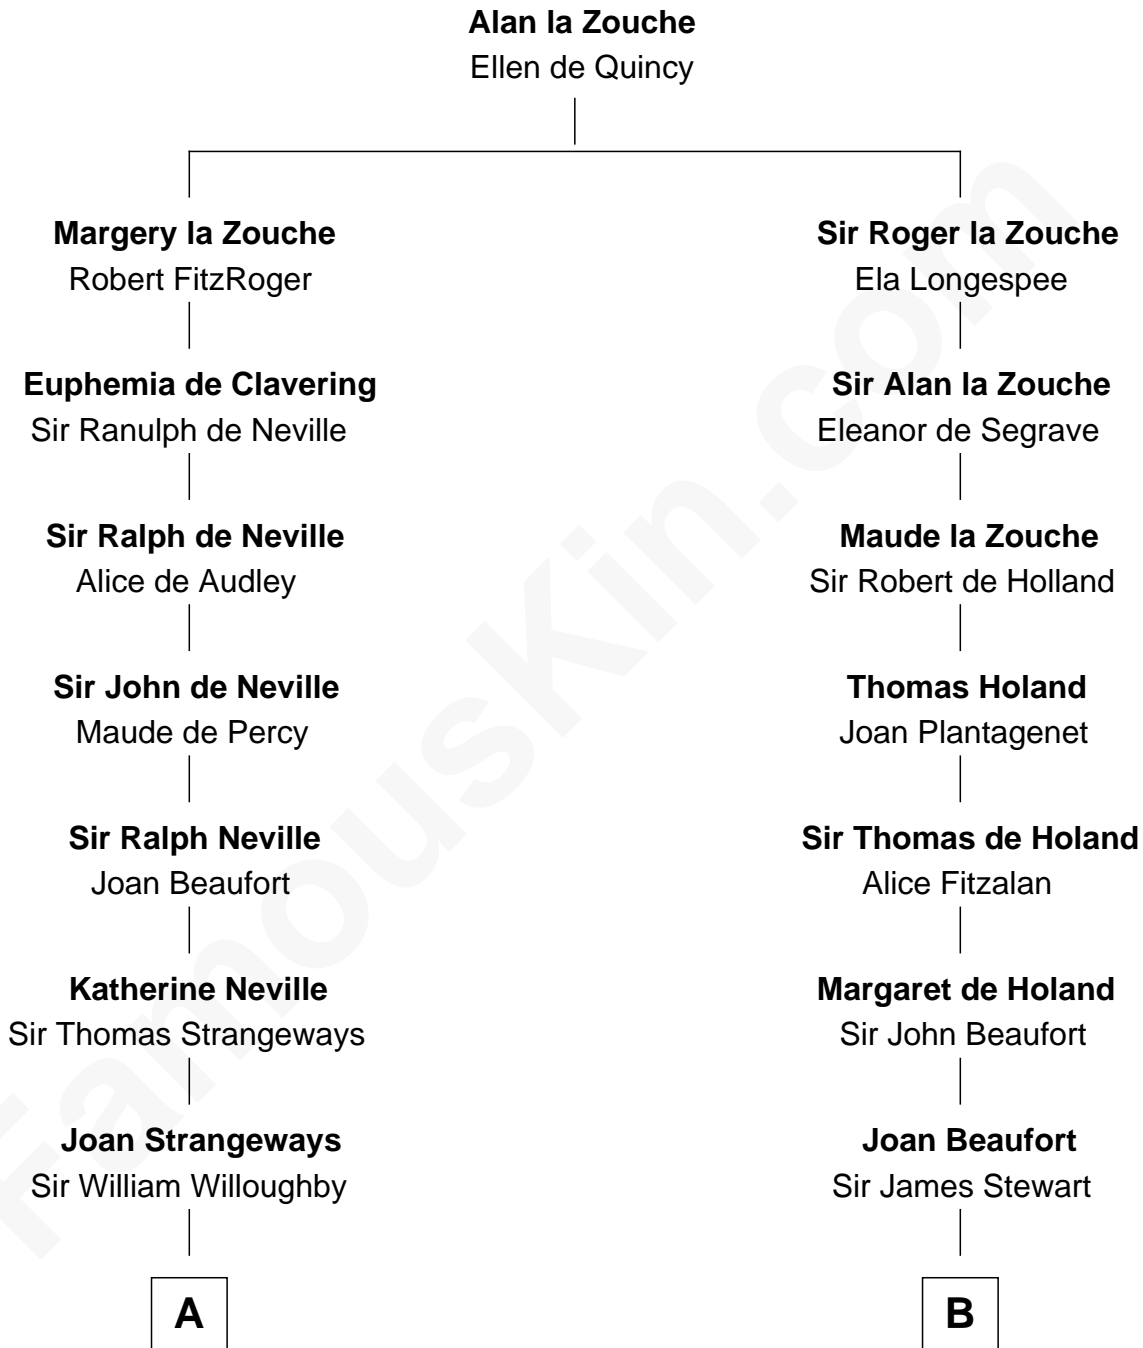 Alan la Zouche
Ellen de Quincy
Margery la Zouche
Robert FitzRoger
Sir Roger la Zouche
Ela Longespee
Euphemia de Clavering
Sir Ranulph de Neville
Sir Alan la Zouche
Eleanor de Segrave
Sir Ralph de Neville
Alice de Audley
Maude la Zouche
Sir Robert de Holland
Sir John de Neville
Maude de Percy
Thomas Holand
Joan Plantagenet
Sir Ralph Neville
Joan Beaufort
Sir Thomas de Holand
Alice Fitzalan
Katherine Neville
Sir Thomas Strangeways
Margaret de Holand
Sir John Beaufort
Joan Strangeways
Sir William Willoughby
Joan Beaufort
Sir James Stewart
A
B
FamousKin.com